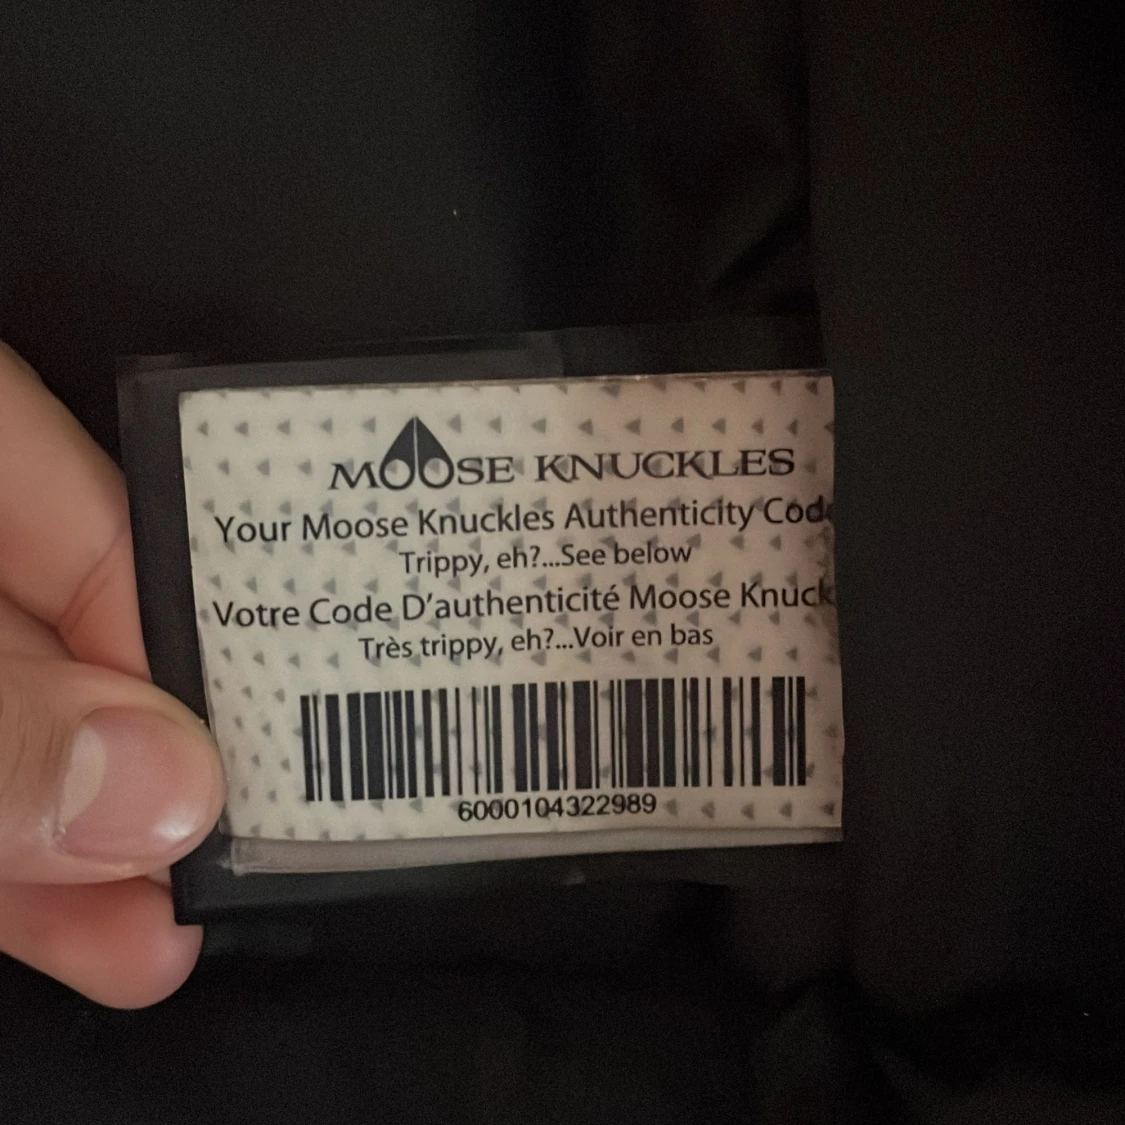 MOOSE KNUCKLES
Your Moose Knuckles Authenticity Cod
Trippy, eh?...See below
Votre Code D'authenticité Moose Knuck
Très trippy, eh?...Voir en bas
6000104322989